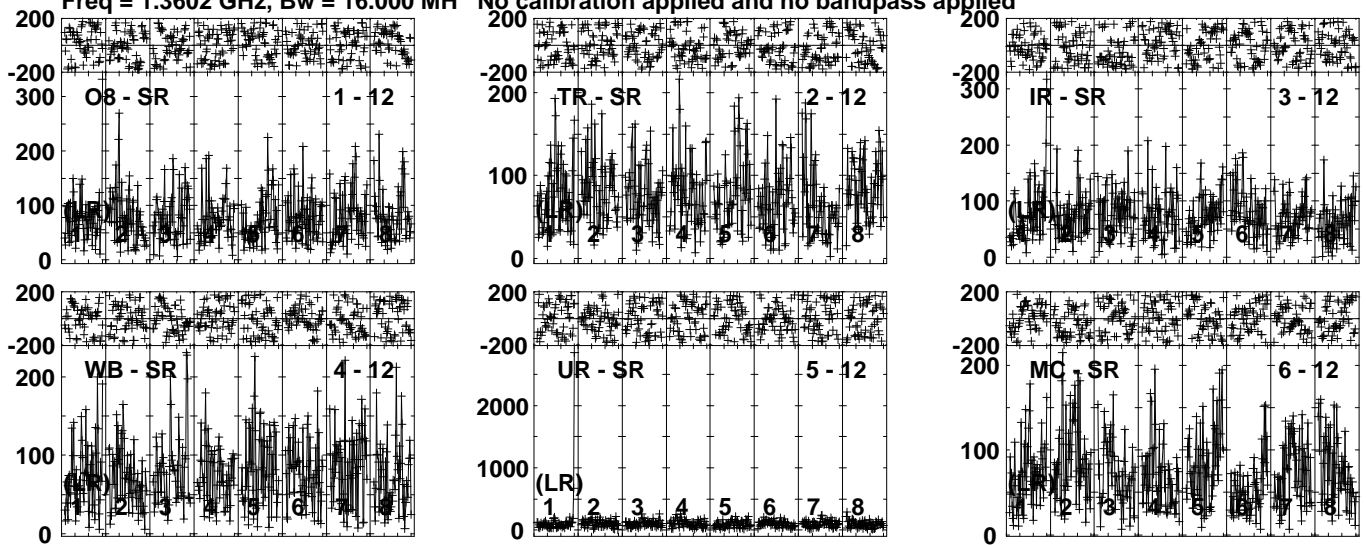 Freq = 1.3602 GHz, Bw = 16.000 MH No calibration applied and no bandpass applied
200
-200
O8 - SR 1 - 12
300
200
100
0
(LR)
1 2 3 4 5 6 7 8
200
-200
TR - SR 2 - 12
200
100
0
(LR)
1 2 3 4 5 6 7 8
200
-200
IR - SR 3 - 12
300
200
100
0
(LR)
1 2 3 4 5 6 7 8
200
-200
WB - SR 4 - 12
200
100
0
(LR)
1 2 3 4 5 6 7 8
200
-200
UR - SR 5 - 12
2000
1000
0
(LR)
1 2 3 4 5 6 7 8
200
-200
MC - SR 6 - 12
200
150
100
50
0
(LR)
1 2 3 4 5 6 7 8